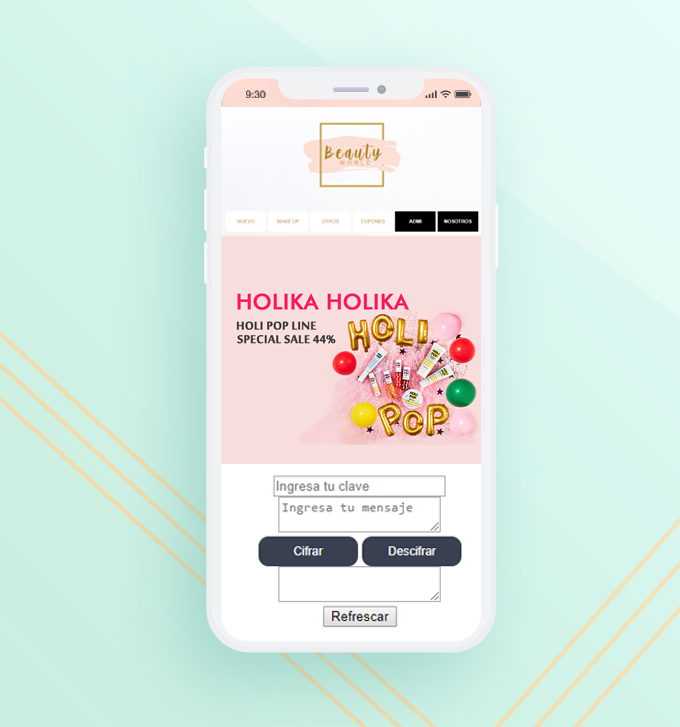 9:30
Beauty
WORLD
NUEVO MAKE UP OTROS CUPONES ADMI NOSOTROS
HOLIKA HOLIKA
HOLI POP LINE
SPECIAL SALE 44%
HOLI
POP
Ingresa tu clave
Ingresa tu mensaje
Cifrar Descifrar
Refrescar